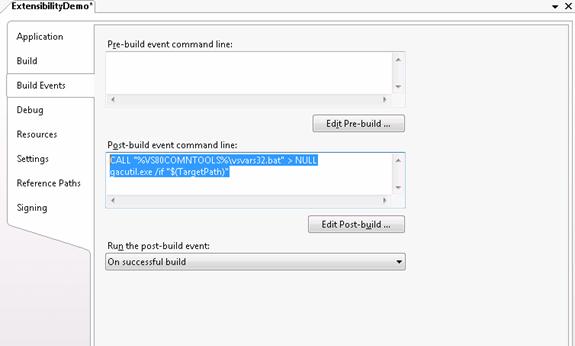 ExtensibilityDemo*
Application
Build
Build Events
Debug
Resources
Settings
Reference Paths
Signing
Pre-build event command line:
Edit Pre-build ...
Post-build event command line:
CALL "%VS80COMNTOOLS%\vsvars32.bat" > NULL
gacutil.exe /if "$(TargetPath)"
Edit Post-build ...
Run the post-build event:
On successful build